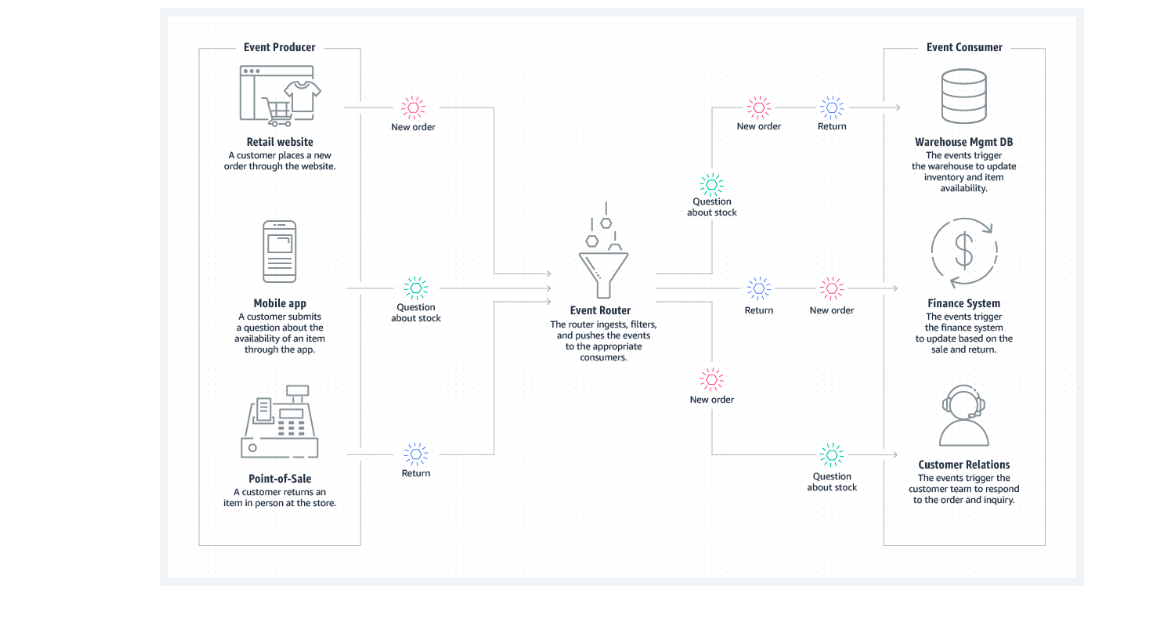 Event Producer
Retail website
A customer places a new
order through the website.
Mobile app
A customer submits
a question about the
availability of an item
through the app.
Point-of-Sale
A customer returns an
item in person at the store.
New order
Question
about stock
Return
Event Router
The router ingests, filters,
and pushes the events
to the appropriate
consumers.
New order
Return
Question
about stock
Return
New order
New order
Question
about stock
Event Consumer
Warehouse Mgmt DB
The events trigger
the warehouse to update
inventory and item
availability.
Finance System
The events trigger
the finance system
to update based on the
sale and return.
Customer Relations
The events trigger the
customer team to respond
to the order and inquiry.